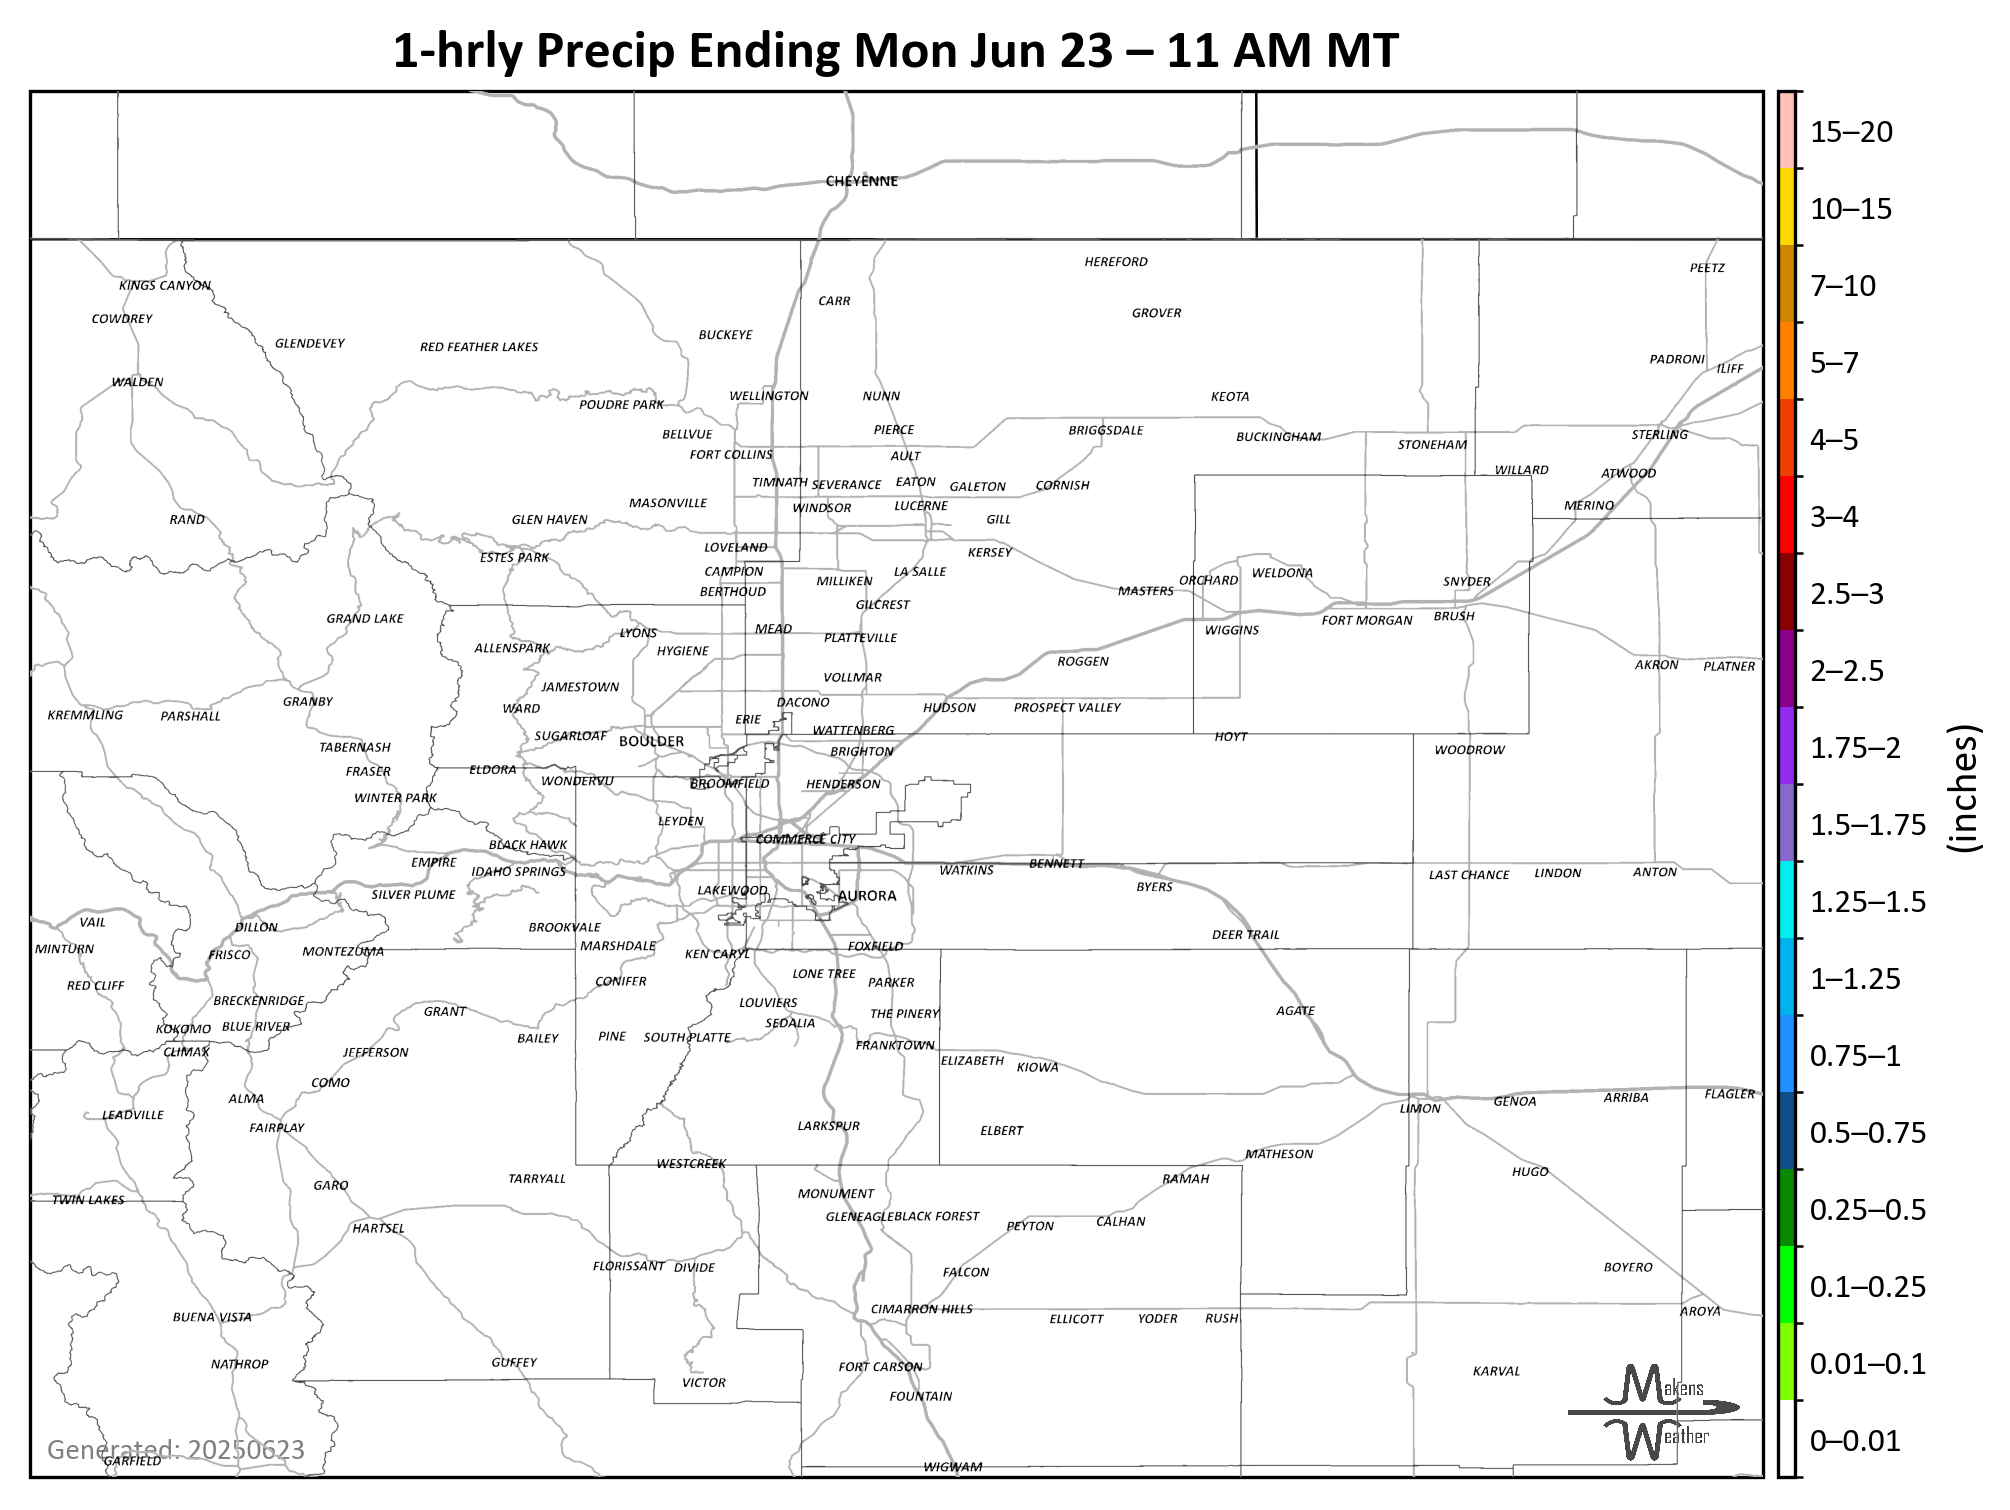 1-hrly Precip Ending Mon Jun 23 – 11 AM MT
CHEYENNE
HEREFORD
PEETZ
KINGS CANYON
CARR
GROVER
COWDREY
BUCKEYE
GLENDEVEY
RED FEATHER LAKES
PADRONI
ILIFF
WALDEN
WELLINGTON
NUNN
KEOTA
POUDRE PARK
PIERCE
BRIGGSDALE
BELLVUE
BUCKINGHAM
STERLING
STONEHAM
FORT COLLINS
AULT
WILLARD
ATWOOD
TIMNATH
SEVERANCE
EATON
GALETON
CORNISH
MASONVILLE
WINDSOR
LUCERNE
MERINO
RAND
GLEN HAVEN
GILL
LOVELAND
KERSEY
ESTES PARK
CAMPION
LA SALLE
MILLIKEN
ORCHARD
WELDONA
SNYDER
BERTHOUD
MASTERS
GILCREST
GRAND LAKE
FORT MORGAN
BRUSH
LYONS
MEAD
PLATTEVILLE
WIGGINS
ALLENSPARK
HYGIENE
ROGGEN
AKRON
PLATNER
JAMESTOWN
VOLLMAR
GRANBY
DACONO
WARD
HUDSON
PROSPECT VALLEY
KREMMLING
PARSHALL
ERIE
WATTENBERG
SUGARLOAF
BOULDER
HOYT
TABERNASH
BRIGHTON
WOODROW
FRASER
ELDORA
WONDERVU
BROOMFIELD
HENDERSON
WINTER PARK
LEYDEN
COMMERCE CITY
BLACK HAWK
EMPIRE
IDAHO SPRINGS
WATKINS
BENNETT
LAST CHANCE
LINDON
ANTON
BYERS
SILVER PLUME
LAKEWOOD
AURORA
VAIL
DILLON
BROOKVALE
DEER TRAIL
MINTURN
FRISCO
MONTEZUMA
MARSHDALE
KEN CARYL
FOXFIELD
RED CLIFF
CONIFER
LONE TREE
PARKER
BRECKENRIDGE
LOUVIERS
GRANT
THE PINERY
AGATE
KOKOMO
BLUE RIVER
SEDALIA
BAILEY
PINE
SOUTH PLATTE
FRANKTOWN
CLIMAX
JEFFERSON
ELIZABETH
KIOWA
COMO
ALMA
LIMON
GENOA
ARRIBA
FLAGLER
LEADVILLE
FAIRPLAY
LARKSPUR
ELBERT
MATHESON
WESTCREEK
HUGO
TARRYALL
RAMAH
GARO
MONUMENT
TWIN LAKES
GLENEAGLE
BLACK FOREST
HARTSEL
PEYTON
CALHAN
FLORISSANT
DIVIDE
FALCON
BOYERO
BUENA VISTA
CIMARRON HILLS
ELLICOTT
YODER
RUSH
AROYA
NATHROP
GUFFEY
FORT CARSON
KARVAL
VICTOR
FOUNTAIN
GARFIELD
WIGWAM
Generated: 20250623
Makens
Weather
15–20
10–15
7–10
5–7
4–5
3–4
2.5–3
2–2.5
1.75–2
1.5–1.75
1.25–1.5
1–1.25
0.75–1
0.5–0.75
0.25–0.5
0.1–0.25
0.01–0.1
0–0.01
(inches)